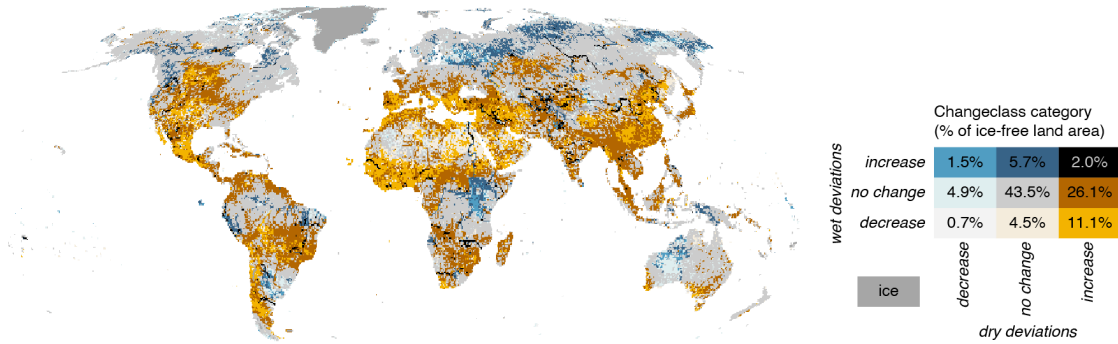 Changeclass category
(% of ice-free land area)
wet deviations
increase 1.5% 5.7% 2.0%
no change 4.9% 43.5% 26.1%
decrease 0.7% 4.5% 11.1%
ice
decrease no change increase
dry deviations